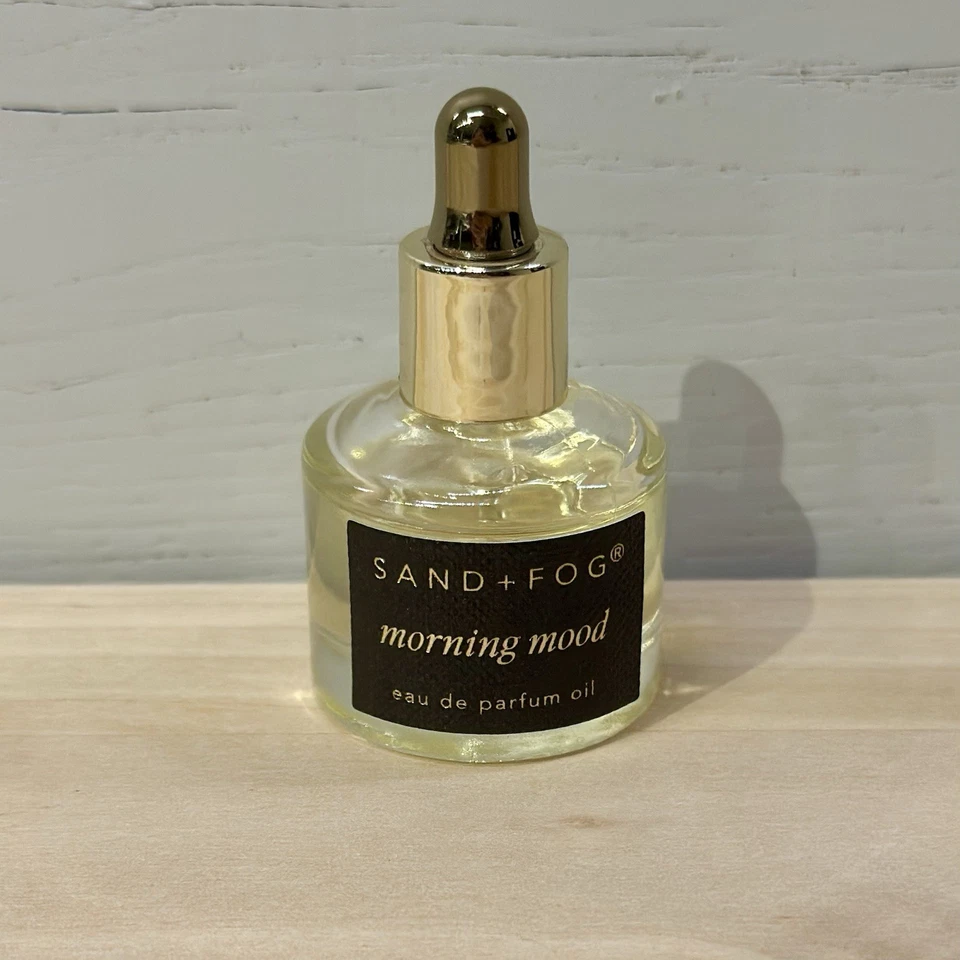 SAND+FOG®
morning mood
eau de parfum oil